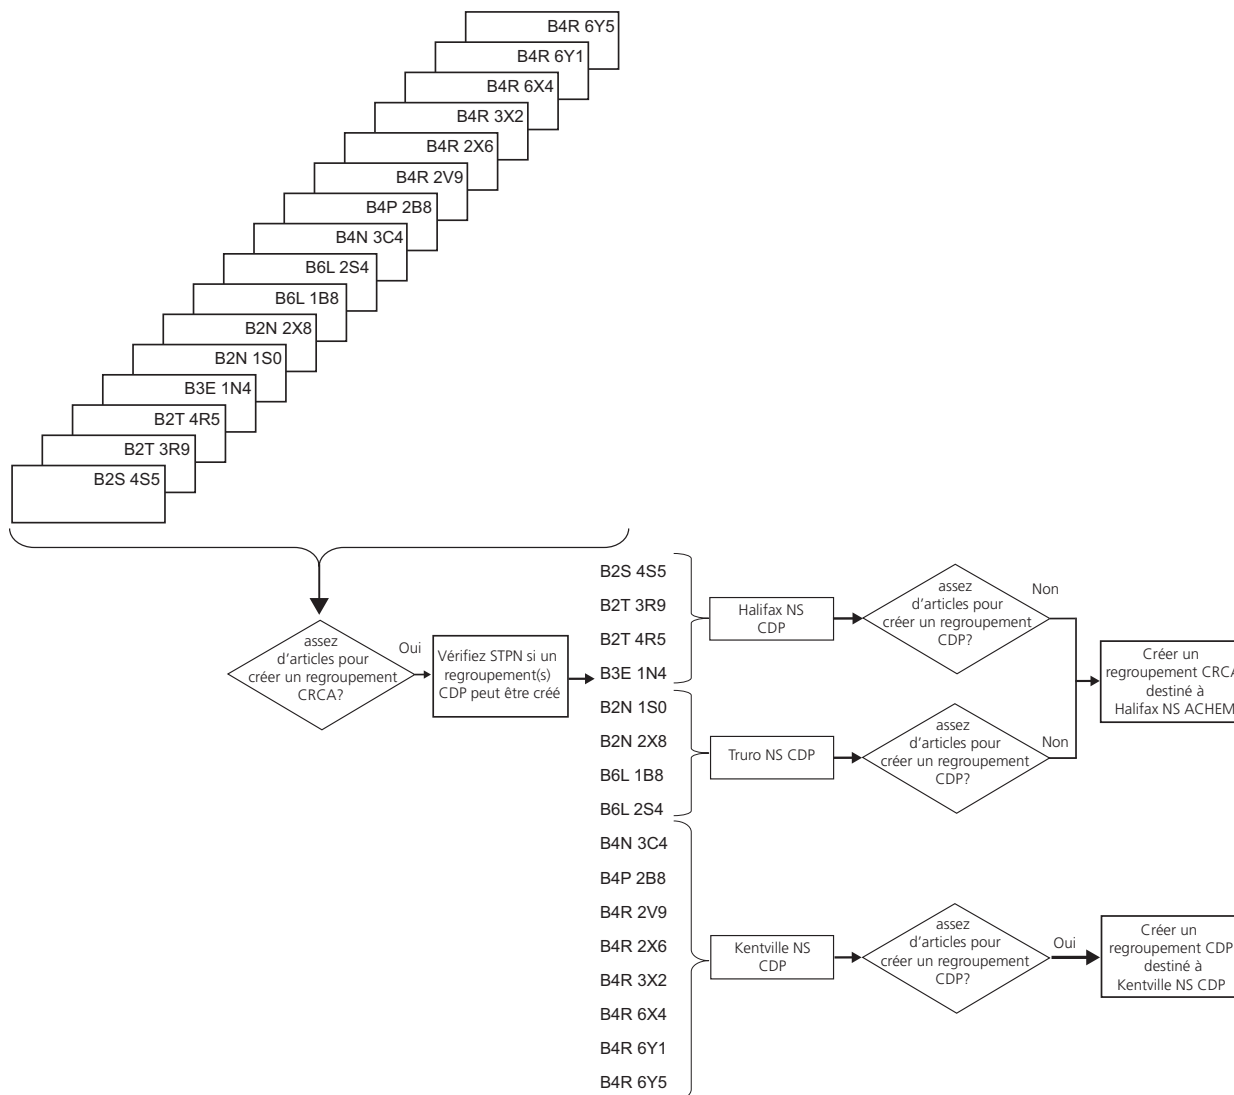 B4R 6Y5
B4R 6Y1
B4R 6X4
B4R 3X2
B4R 2X6
B4R 2V9
B4P 2B8
B4N 3C4
B6L 2S4
B6L 1B8
B2N 2X8
B2N 1S0
B3E 1N4
B2T 4R5
B2T 3R9
B2S 4S5
assez
d'articles pour
créer un regroupement
CRCA?
Oui
Vérifiez STPN si un
regroupement(s)
CDP peut être créé
B2S 4S5
B2T 3R9
B2T 4R5
B3E 1N4
B2N 1S0
B2N 2X8
B6L 1B8
B6L 2S4
B4N 3C4
B4P 2B8
B4R 2V9
B4R 2X6
B4R 3X2
B4R 6X4
B4R 6Y1
B4R 6Y5
Halifax NS
CDP
assez
d'articles pour
créer un regroupement
CDP?
Non
Truro NS CDP
assez
d'articles pour
créer un regroupement
CDP?
Non
Créer un
regroupement CRCA
destiné à
Halifax NS ACHEM
Kentville NS
CDP
assez
d'articles pour
créer un regroupement
CDP?
Oui
Créer un
regroupement CDP
destiné à
Kentville NS CDP